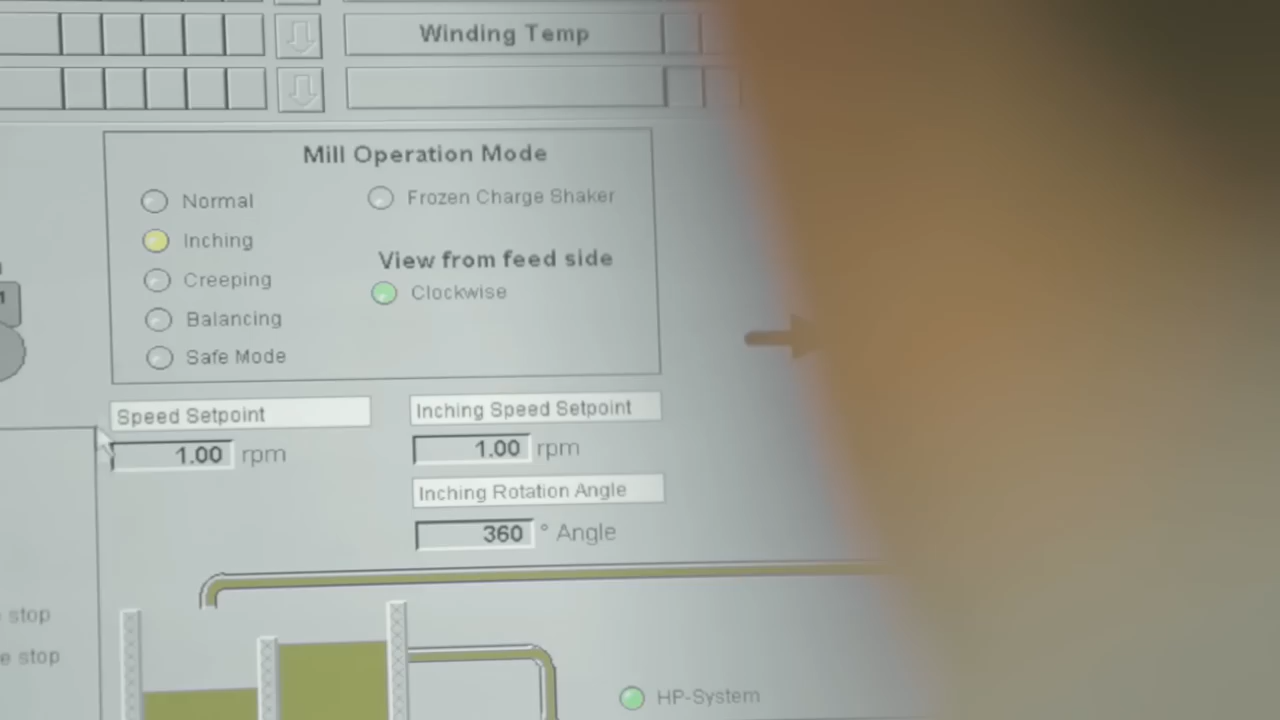 Winding Temp
Mill Operation Mode
Normal
Frozen Charge Shaker
Inching
View from feed side
Creeping
Clockwise
Balancing
Safe Mode
Speed Setpoint
Inching Speed Setpoint
1.00 rpm
1.00 rpm
Inching Rotation Angle
360 ° Angle
stop
stop
HP-System